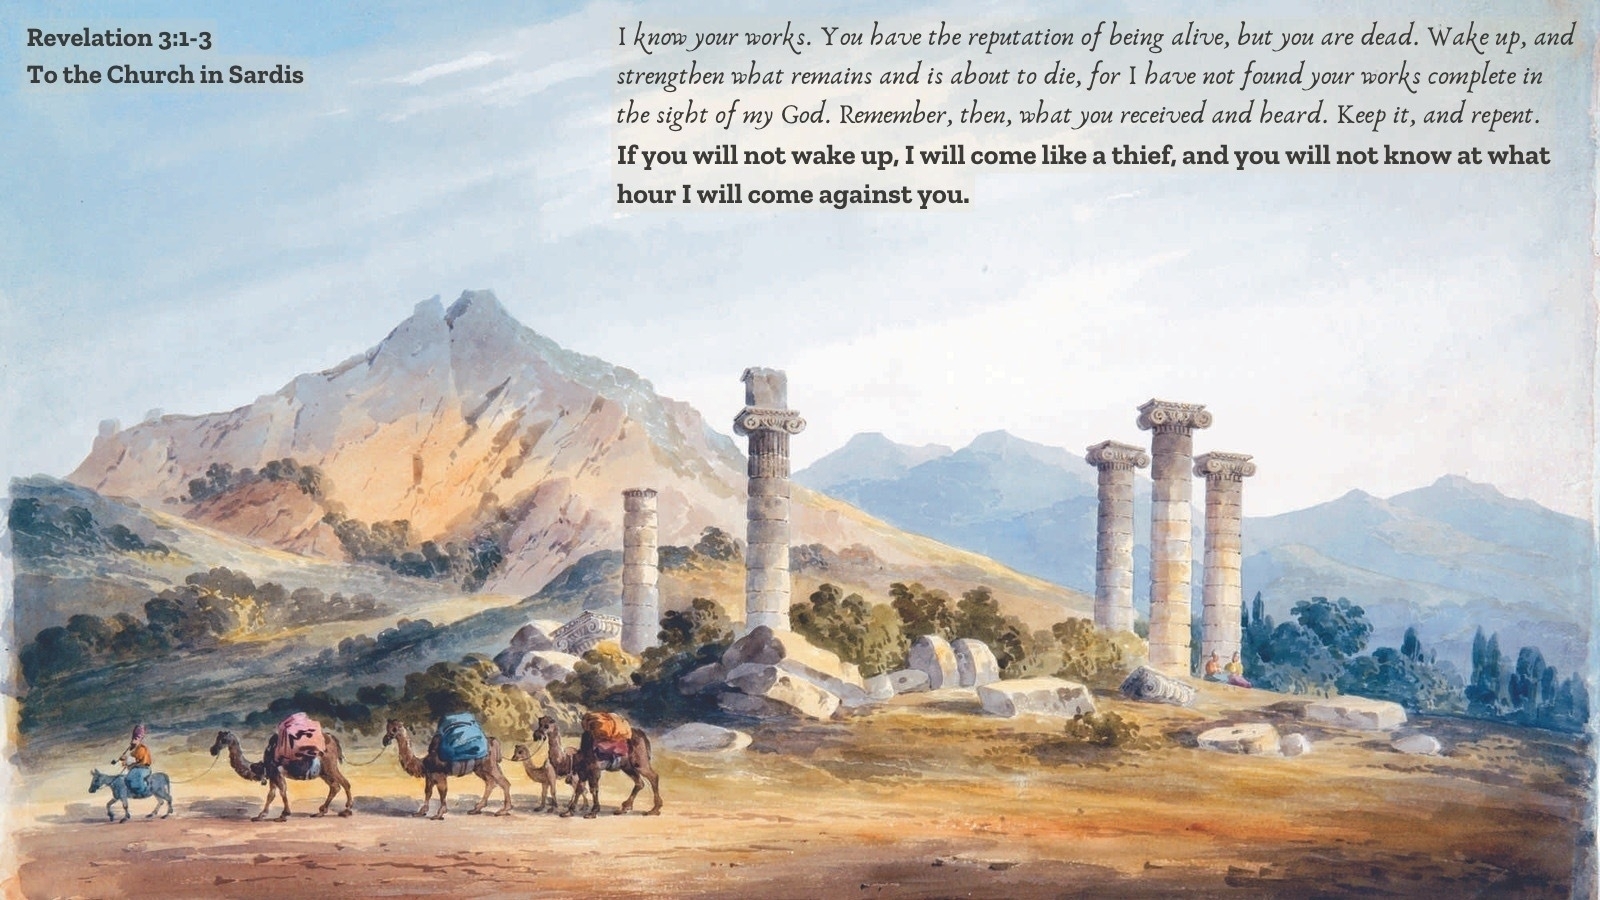 Revelation 3:1-3
To the Church in Sardis
I know your works. You have the reputation of being alive, but you are dead. Wake up, and
strengthen what remains and is about to die, for I have not found your works complete in
the sight of my God. Remember, then, what you received and heard. Keep it, and repent.
If you will not wake up, I will come like a thief, and you will not know at what
hour I will come against you.